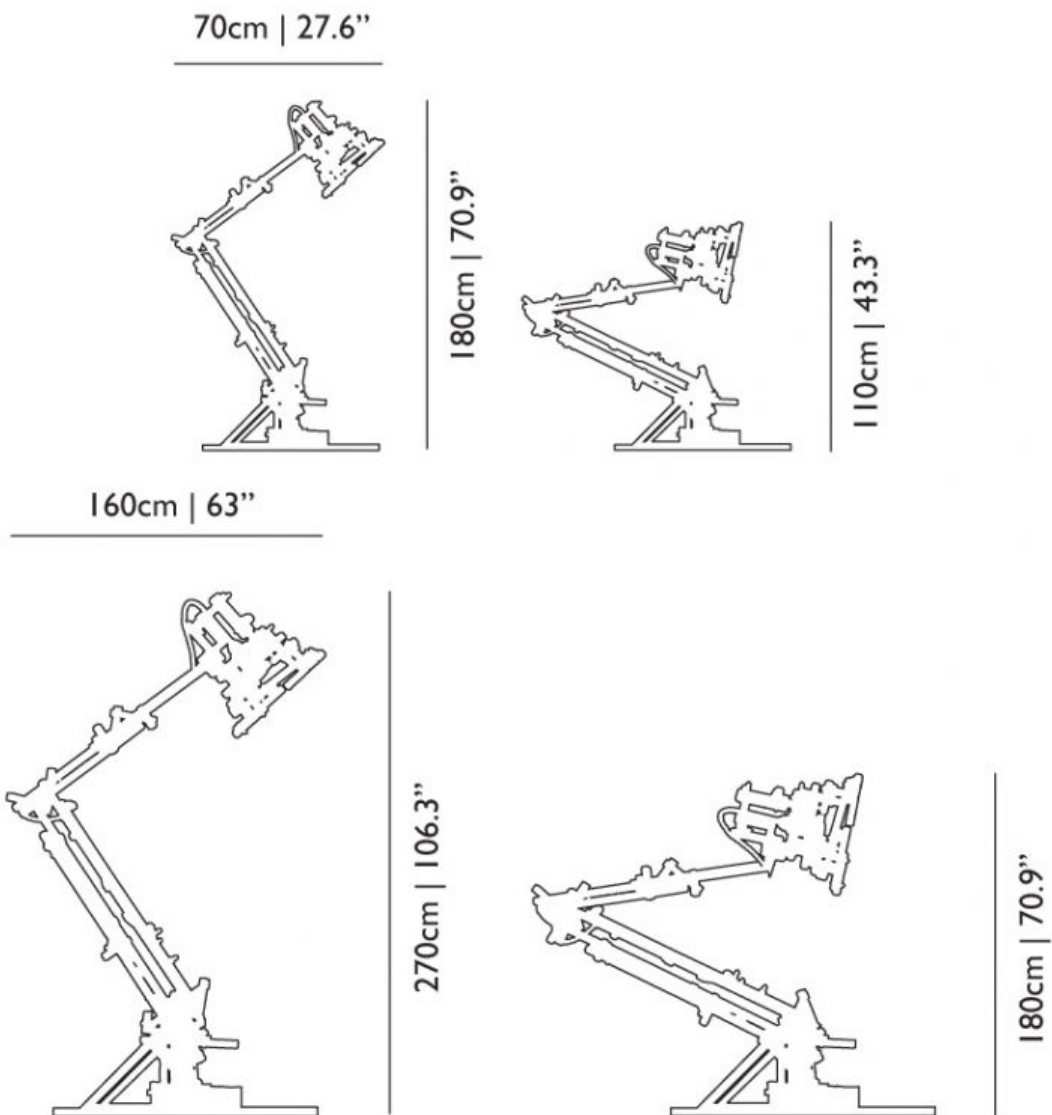 70cm | 27.6”
180cm | 70.9”
110cm | 43.3”
160cm | 63”
270cm | 106.3”
180cm | 70.9”